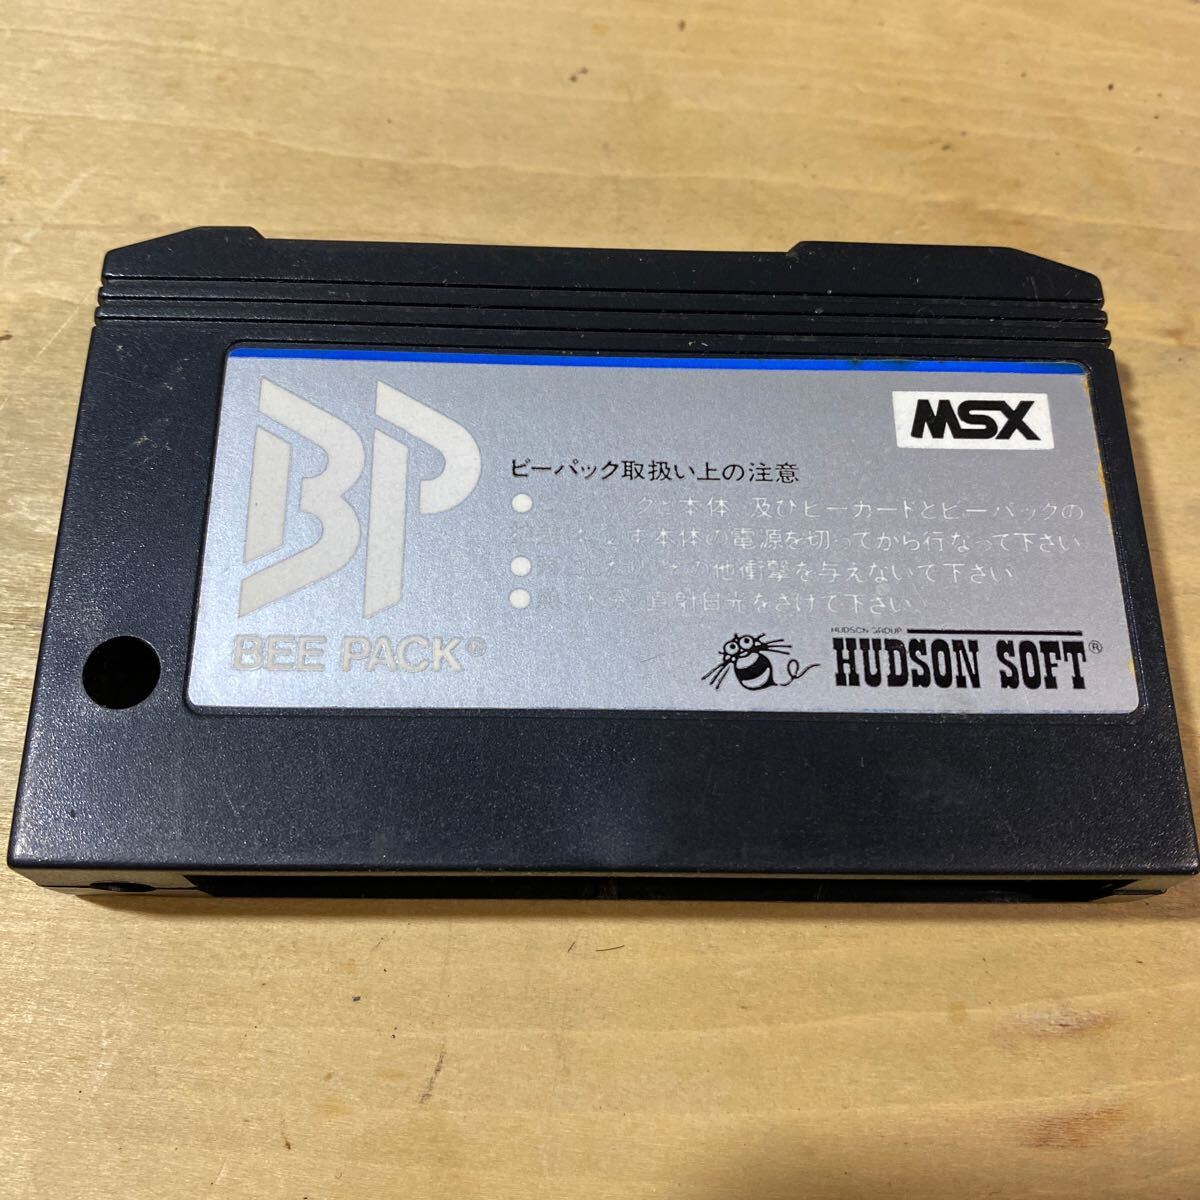 MSX
BP
BEE PACK®
ビーパック取扱い上の注意
● 本体 及びビーカードとビーパックの
す本体の電源を切ってから行なって下さい
● の他衝撃を与えないで下さい
● 直射日光をさけて下さい
HUDSON GROUP
HUDSON SOFT®